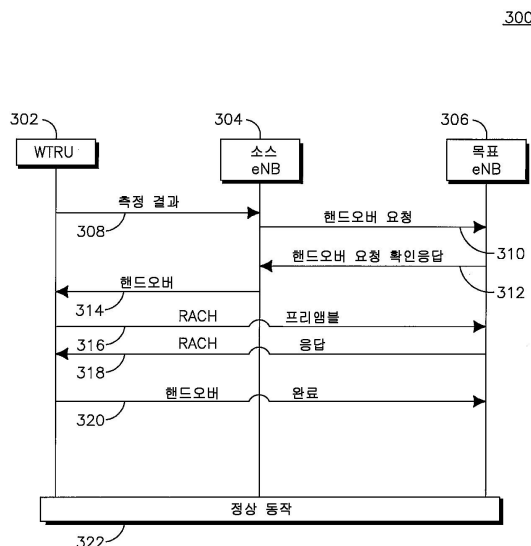 300
302
304
306
WTRU
소스
eNB
목표
eNB
측정 결과
308
핸드오버 요청
310
핸드오버 요청 확인응답
312
핸드오버
314
RACH 프리앰블
316
RACH 응답
318
핸드오버 완료
320
정상 동작
322